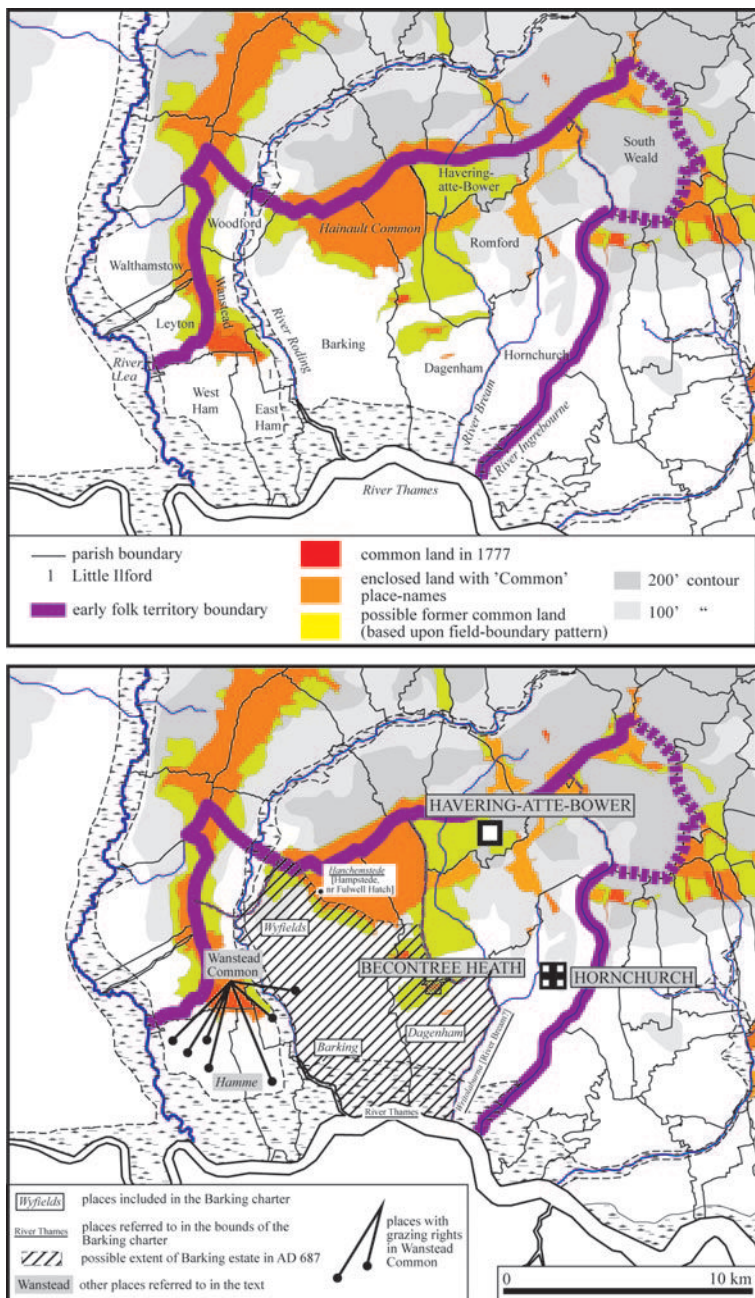 South
Weald
Havering-
atte-Bower
Woodford
Hainault Common
Romford
Walthamstow
Wanstead
Leyton
River Roding
Barking
River
Lea
Dagenham
Hornchurch
1
West
Ham
East
Ham
River Bream
River Ingrebourne
River Thames
parish boundary
1 Little Ilford
early folk territory boundary
common land in 1777
enclosed land with 'Common'
place-names
possible former common land
(based upon field-boundary pattern)
200' contour
100' "
HAVERING-ATTE-BOWER
Hanchemstede
[Hampstede,
nr Fulwell Hatch]
Wyfields
Wanstead
Common
BECONTREE HEATH
HORNCHURCH
Barking
Dagenham
Hamme
[River Bream?]
River Thames
Wyfields places included in the Barking charter
River Thames places referred to in the bounds of the
Barking charter
possible extent of Barking estate in AD 687
Wanstead other places referred to in the text
places with
grazing rights
in Wanstead
Common
0 10 km